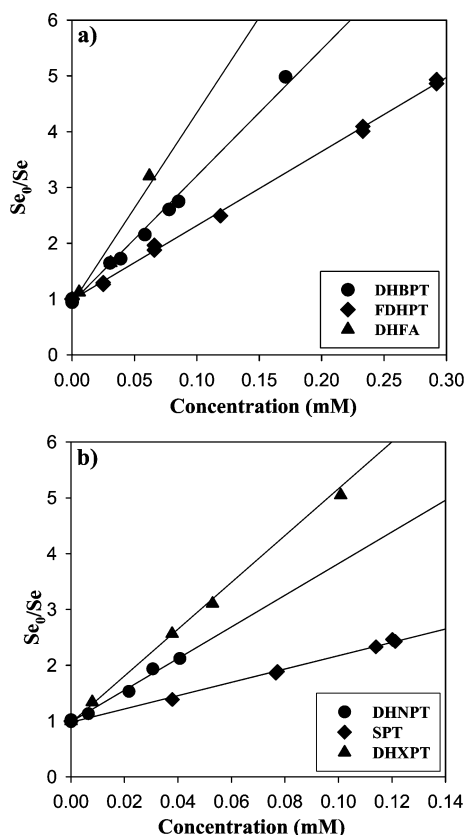 a)
6
5
4
3
2
1
0
Se0/Se
DHBPT
FDHPT
DHFA
0.00 0.05 0.10 0.15 0.20 0.25 0.30
Concentration (mM)
b)
6
5
4
3
2
1
0
Se0/Se
DHNPT
SPT
DHXPT
0.00 0.02 0.04 0.06 0.08 0.10 0.12 0.14
Concentration (mM)